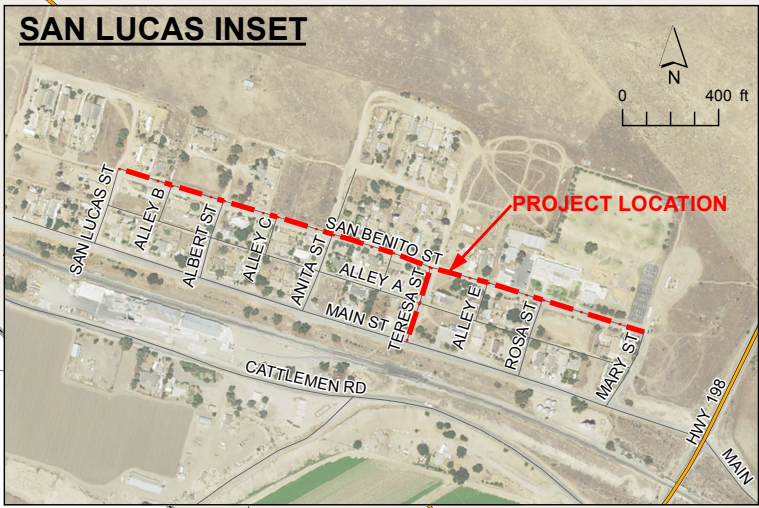 SAN LUCAS INSET
N
0 400 ft
PROJECT LOCATION
SAN LUCAS ST
ALLEY B
ALBERT ST
ALLEY C
ANITA ST
SAN BENITO ST
ALLEY A
MAIN ST
TERESA ST
ALLEY E
ROSA ST
MARY ST
CATTLEMEN RD
HWY 198
MAIN